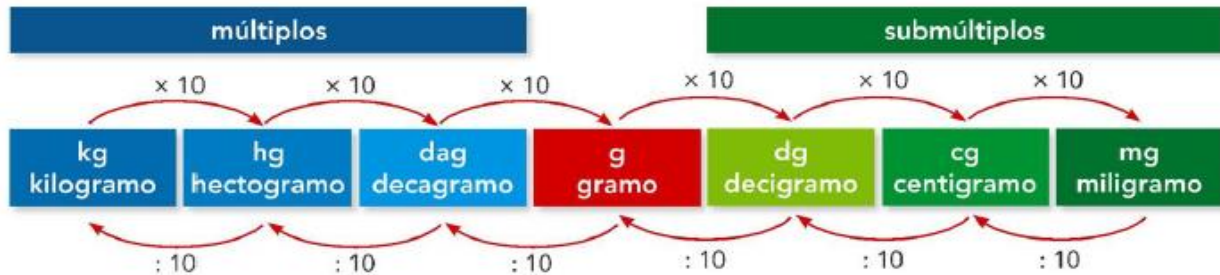 múltiplos submúltiplos
× 10 × 10 × 10 × 10 × 10 × 10
kg hg dag g dg cg mg
kilogramo hectogramo decagramo gramo decigramo centigramo miligramo
: 10 : 10 : 10 : 10 : 10 : 10